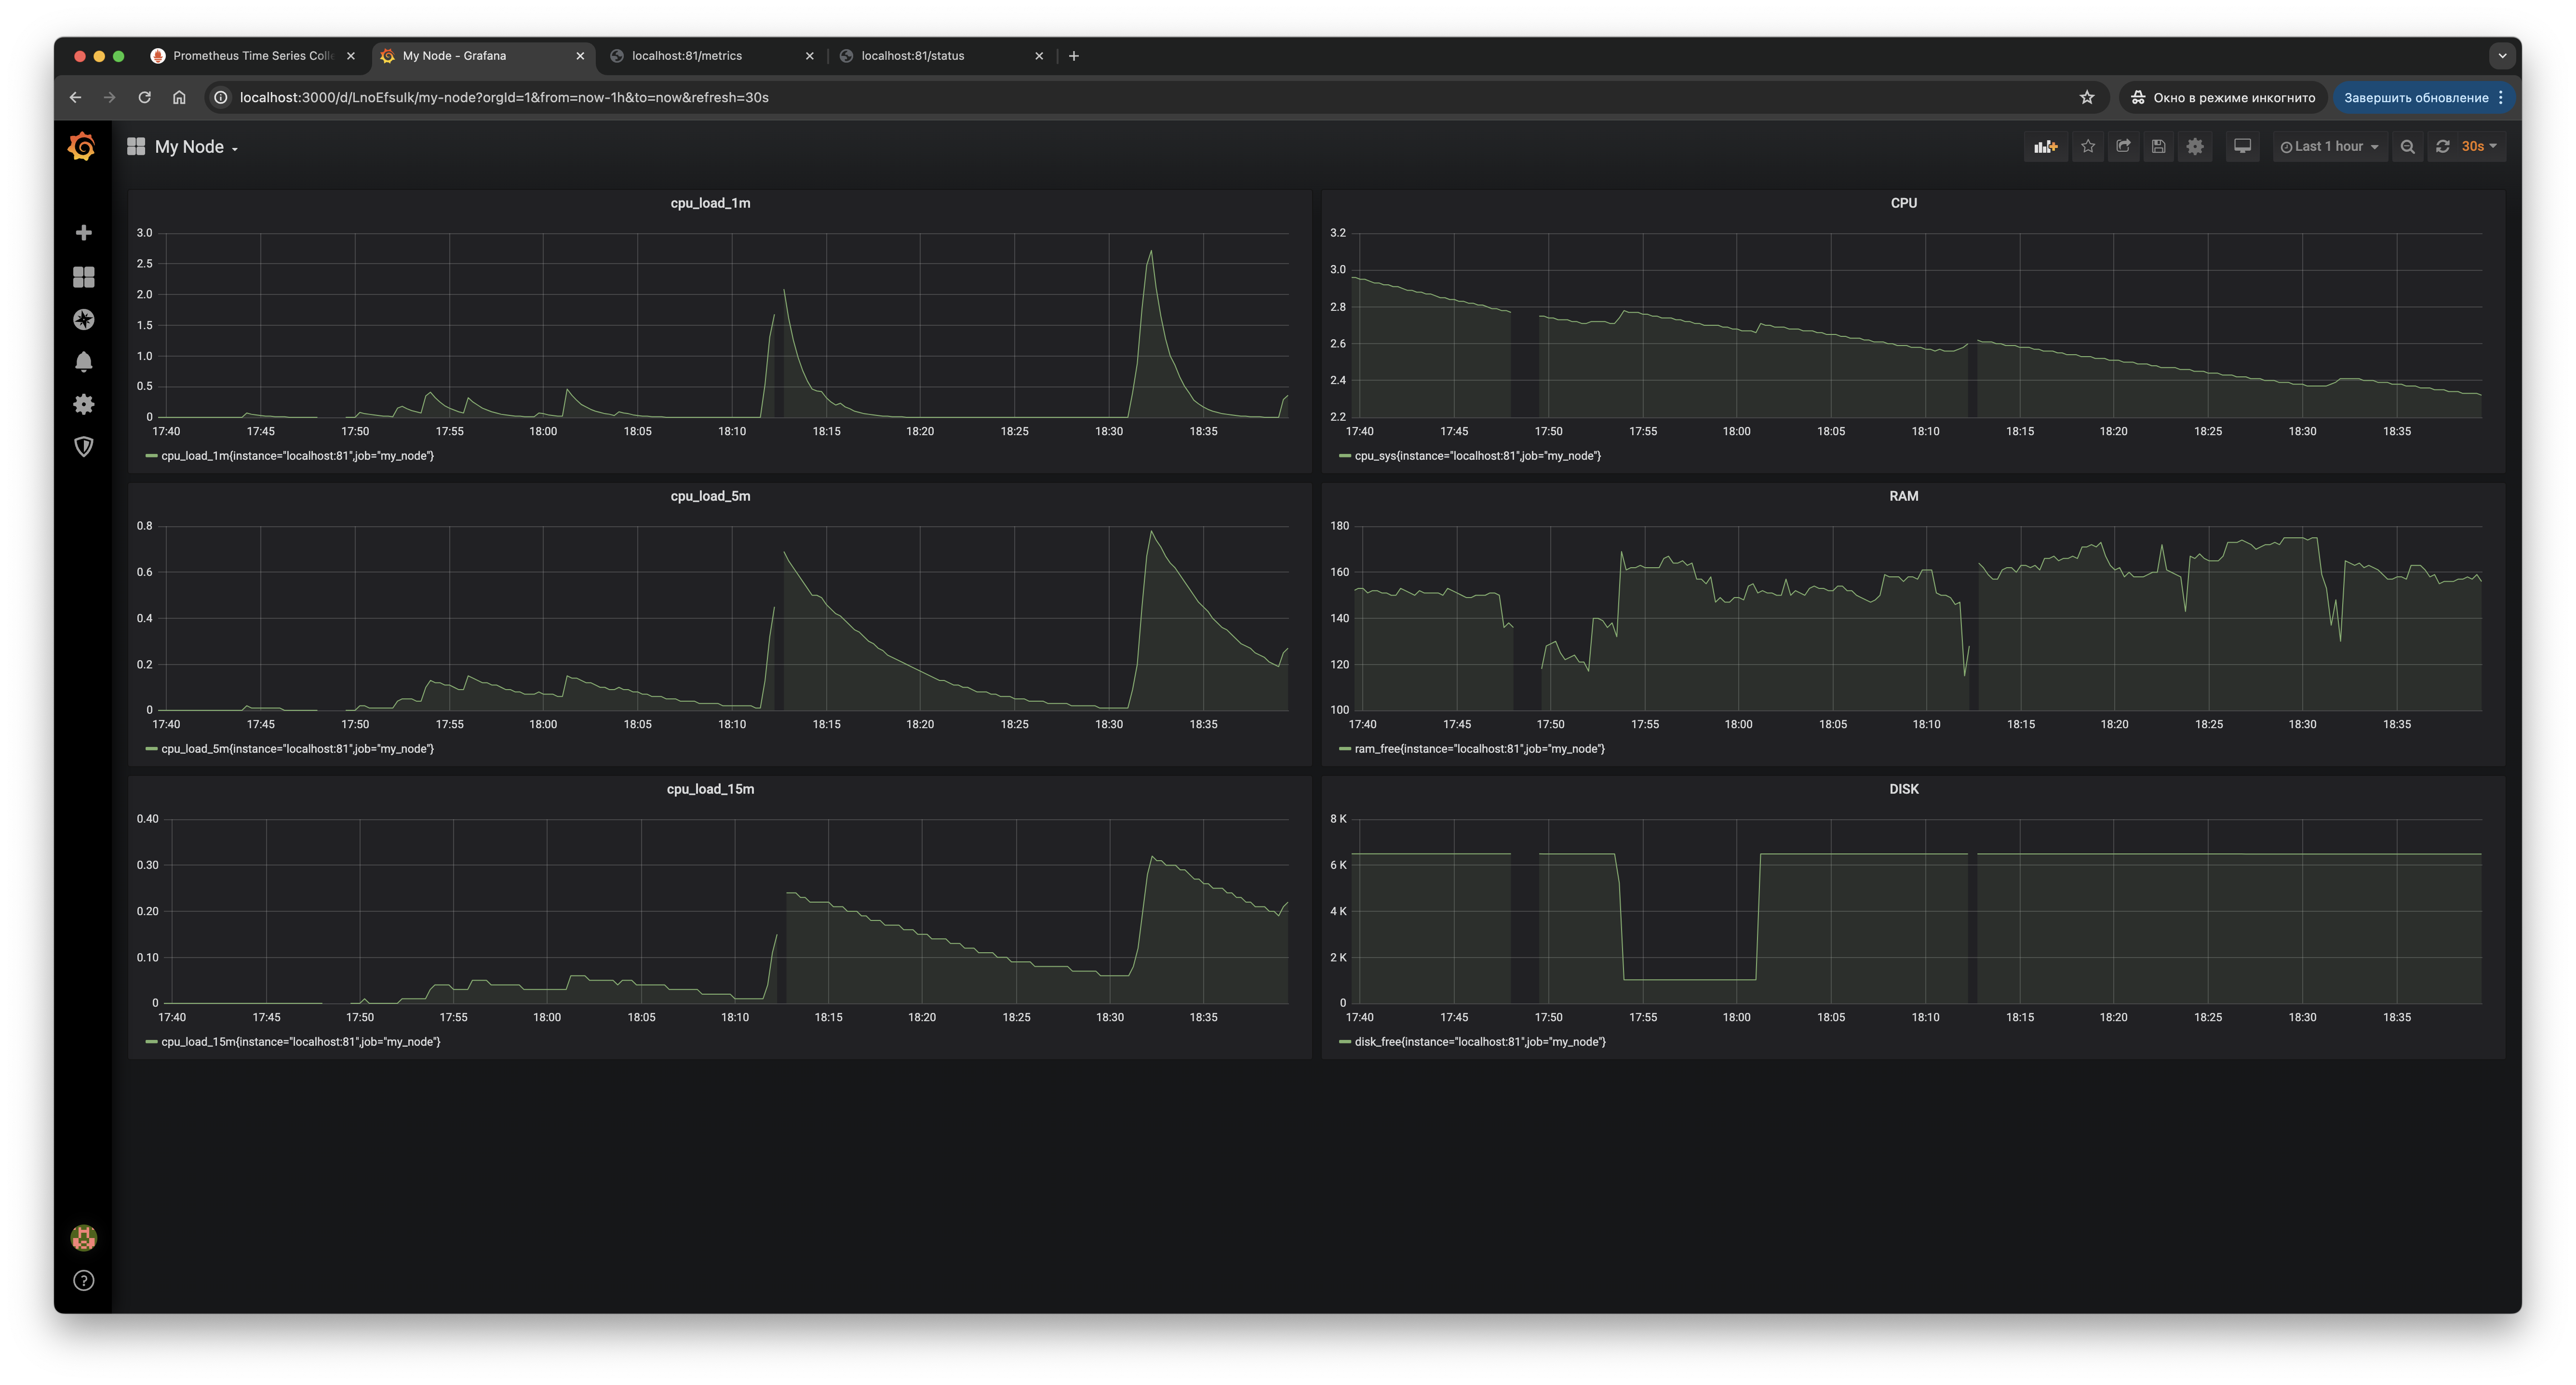 Prometheus Time Series Colle
My Node - Grafana
localhost:81/metrics
localhost:81/status
localhost:3000/d/LnoEfsulk/my-node?orgId=1&from=now-1h&to=now&refresh=30s
Окно в режиме инкогнито
Завершить обновление
My Node
Last 1 hour
30s
cpu_load_1m
3.0
2.5
2.0
1.5
1.0
0.5
0
17:40 17:45 17:50 17:55 18:00 18:05 18:10 18:15 18:20 18:25 18:30 18:35
cpu_load_1m{instance="localhost:81",job="my_node"}
CPU
3.2
3.0
2.8
2.6
2.4
2.2
17:40 17:45 17:50 17:55 18:00 18:05 18:10 18:15 18:20 18:25 18:30 18:35
cpu_sys{instance="localhost:81",job="my_node"}
cpu_load_5m
0.8
0.6
0.4
0.2
0
17:40 17:45 17:50 17:55 18:00 18:05 18:10 18:15 18:20 18:25 18:30 18:35
cpu_load_5m{instance="localhost:81",job="my_node"}
RAM
180
160
140
120
100
17:40 17:45 17:50 17:55 18:00 18:05 18:10 18:15 18:20 18:25 18:30 18:35
ram_free{instance="localhost:81",job="my_node"}
cpu_load_15m
0.40
0.30
0.20
0.10
0
17:40 17:45 17:50 17:55 18:00 18:05 18:10 18:15 18:20 18:25 18:30 18:35
cpu_load_15m{instance="localhost:81",job="my_node"}
DISK
8 K
6 K
4 K
2 K
0
17:40 17:45 17:50 17:55 18:00 18:05 18:10 18:15 18:20 18:25 18:30 18:35
disk_free{instance="localhost:81",job="my_node"}